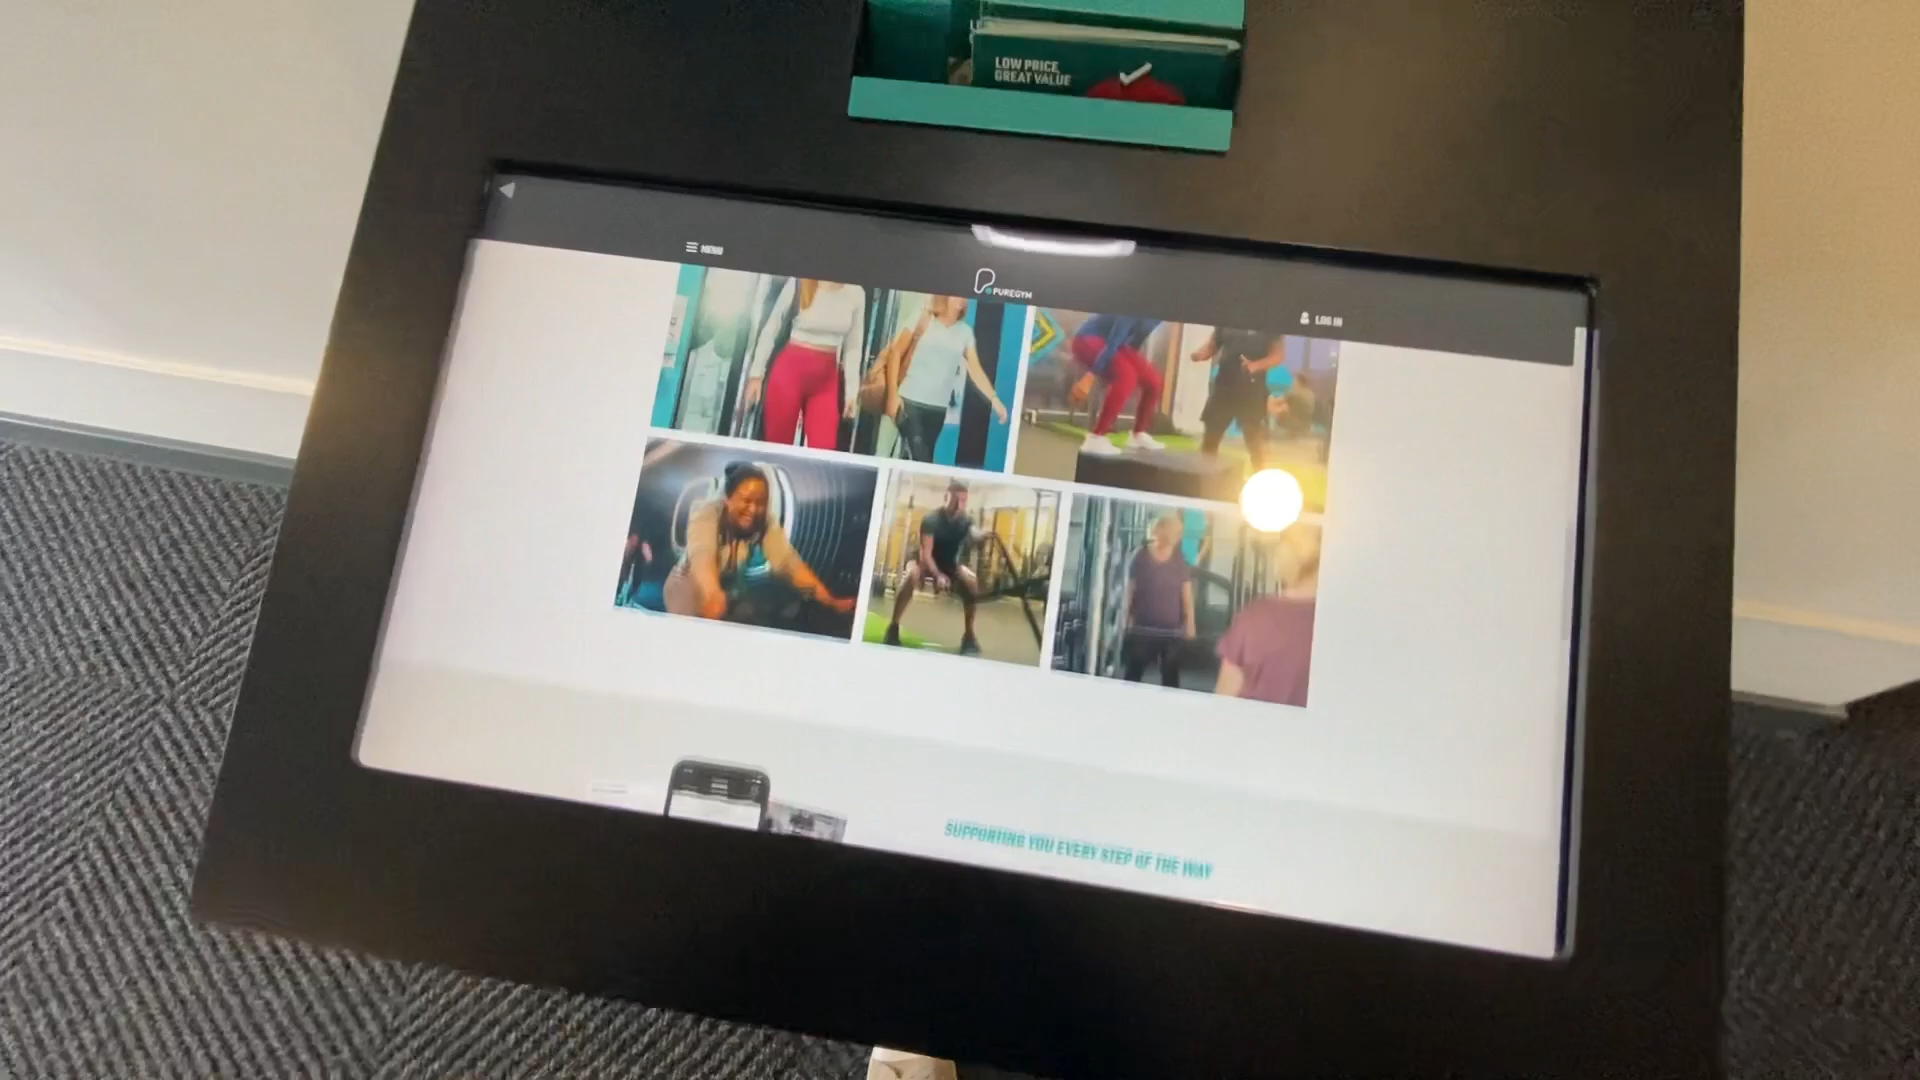 LOW PRICE
GREAT VALUE
MENU
PUREGYM
LOG IN
SUPPORTING YOU EVERY STEP OF THE WAY